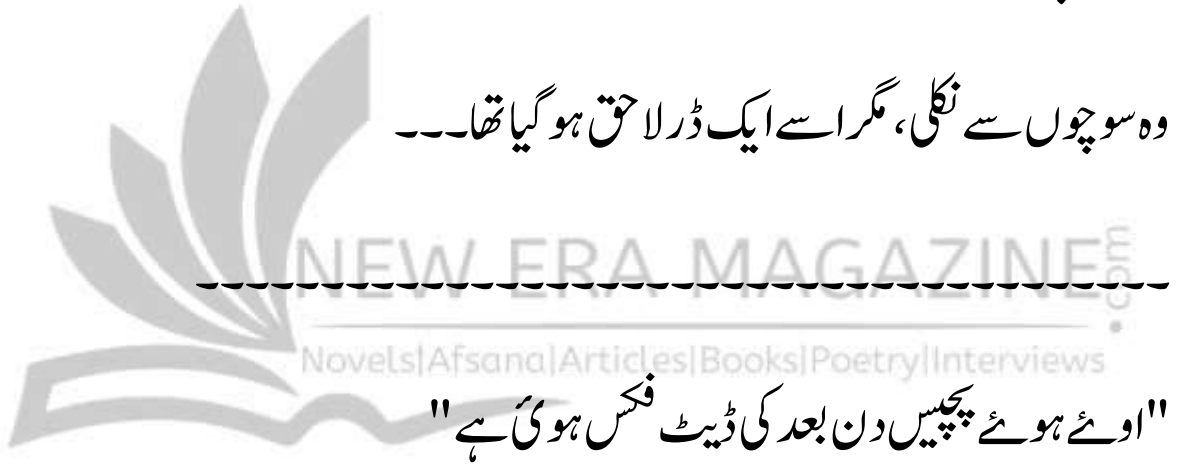 وہ سوچوں سے نکلی، مگر اسے ایک ڈر لاحق ہو گیا تھا۔۔۔
۔۔۔۔۔۔۔۔۔۔۔۔۔۔۔۔۔۔۔۔۔۔۔۔۔۔۔۔۔۔۔۔۔۔۔۔۔۔۔
NEW ERA MAGAZINE.com
Novels|Afsana|Articles|Books|Poetry|Interviews
"اوئے ہوئے پچیس دن بعد کی ڈیٹ فکس ہوئ ہے"